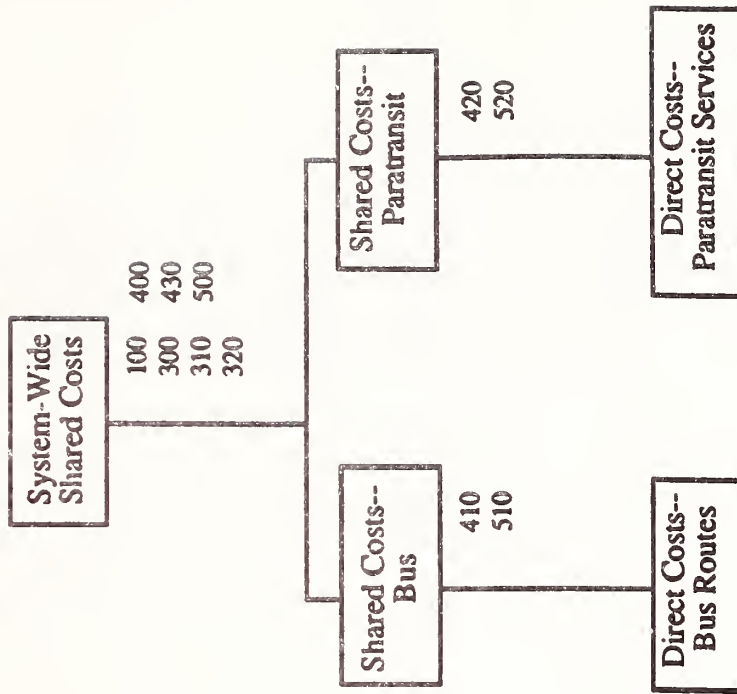 System-Wide
Shared Costs
100 400
300 430
310 500
320
Shared Costs--
Bus
410
510
Shared Costs--
Paratransit
420
520
Direct Costs--
Bus Routes
Direct Costs--
Paratransit Services